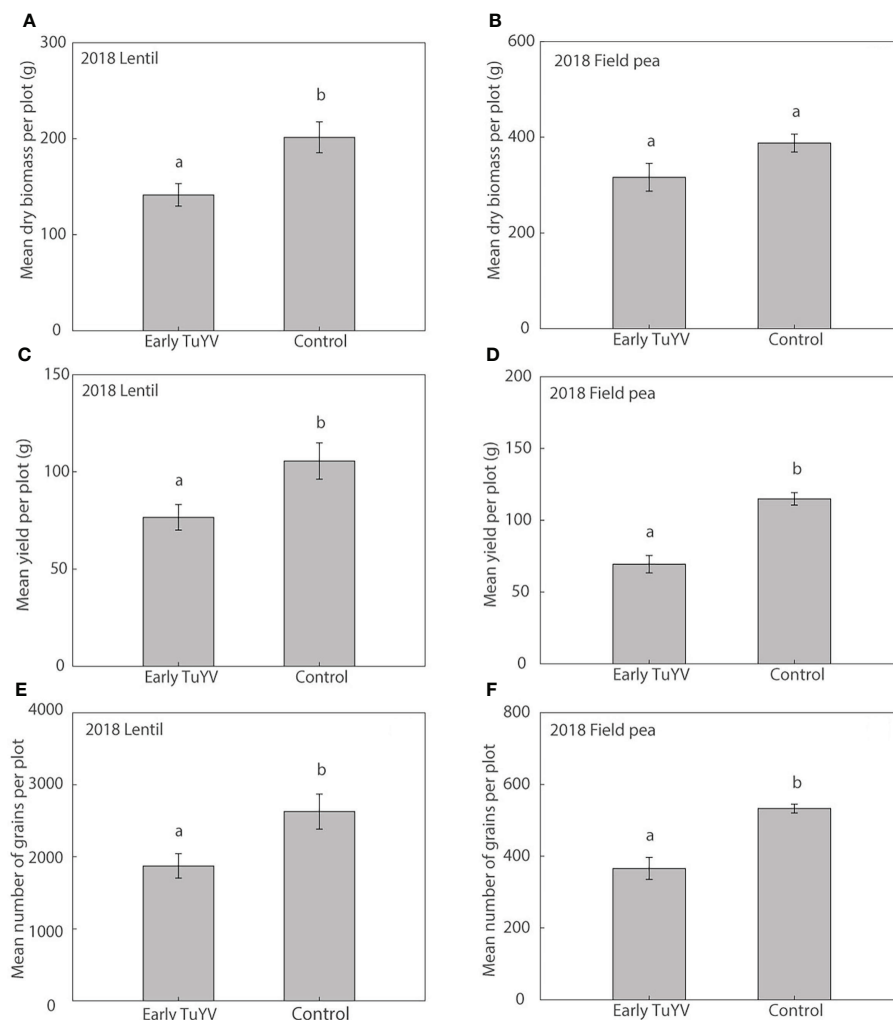 A
300
200
100
0
Mean dry biomass per plot (g)
2018 Lentil
a
b
Early TuYV
Control
B
600
400
200
0
Mean dry biomass per plot (g)
2018 Field pea
a
a
Early TuYV
Control
C
150
100
50
0
Mean yield per plot (g)
2018 Lentil
a
b
Early TuYV
Control
D
200
150
100
50
0
Mean yield per plot (g)
2018 Field pea
a
b
Early TuYV
Control
E
4000
3000
2000
1000
0
Mean number of grains per plot
2018 Lentil
a
b
Early TuYV
Control
F
800
600
400
200
0
Mean number of grains per plot
2018 Field pea
a
b
Early TuYV
Control